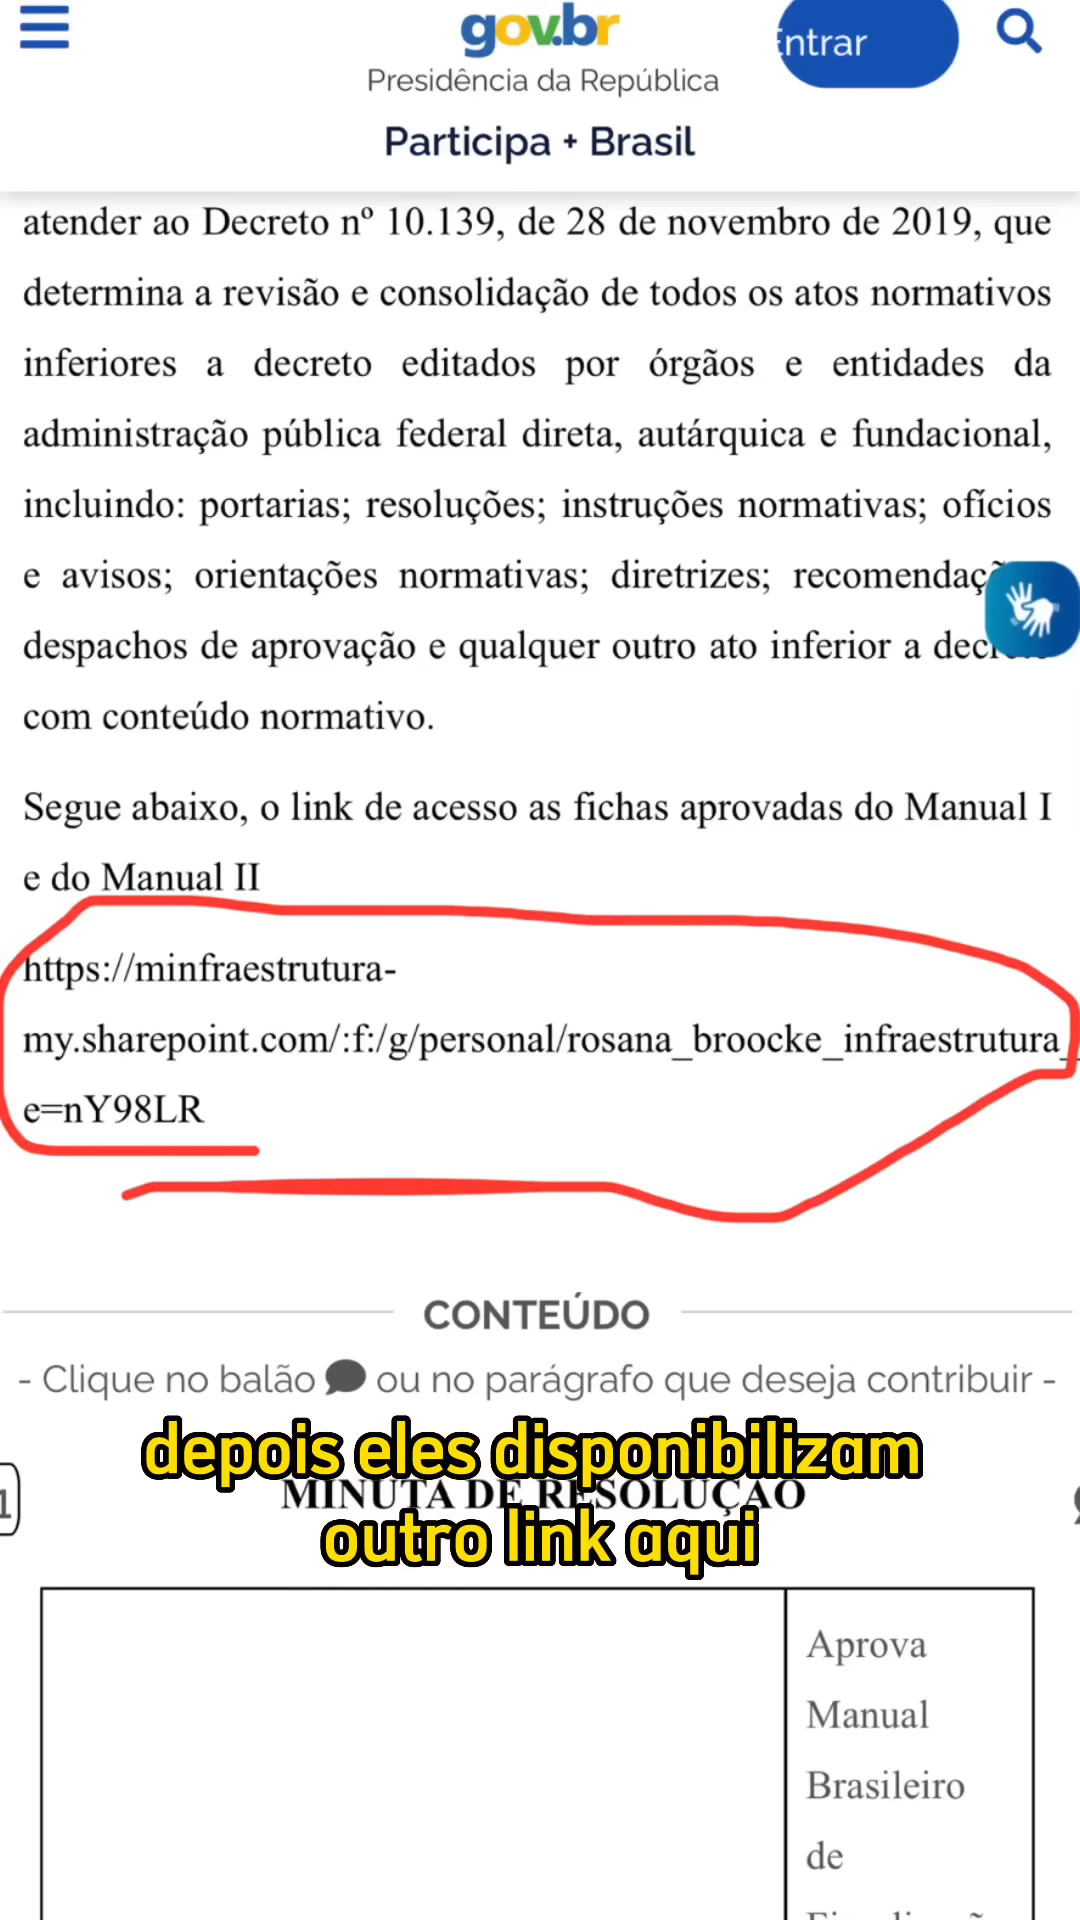 gov.br
Entrar
Presidência da República
Participa + Brasil
atender ao Decreto nº 10.139, de 28 de novembro de 2019, que
determina a revisão e consolidação de todos os atos normativos
inferiores a decreto editados por órgãos e entidades da
administração pública federal direta, autárquica e fundacional,
incluindo: portarias; resoluções; instruções normativas; ofícios
e avisos; orientações normativas; diretrizes;
despachos de aprovação e qualquer outro ato inferior a decreto
com conteúdo normativo.
Segue abaixo, o link de acesso as fichas aprovadas do Manual I
e do Manual II
https://minfraestrutura-
my.sharepoint.com/:f:/g/personal/rosana_broocke_infraestrutura_
e=nY98LR
CONTEÚDO
- Clique no balão ou no parágrafo que deseja contribuir -
depois eles disponibilizam
1
MINUTA DE RESOLUÇÃO
outro link aqui
Aprova
Manual
Brasileiro
de